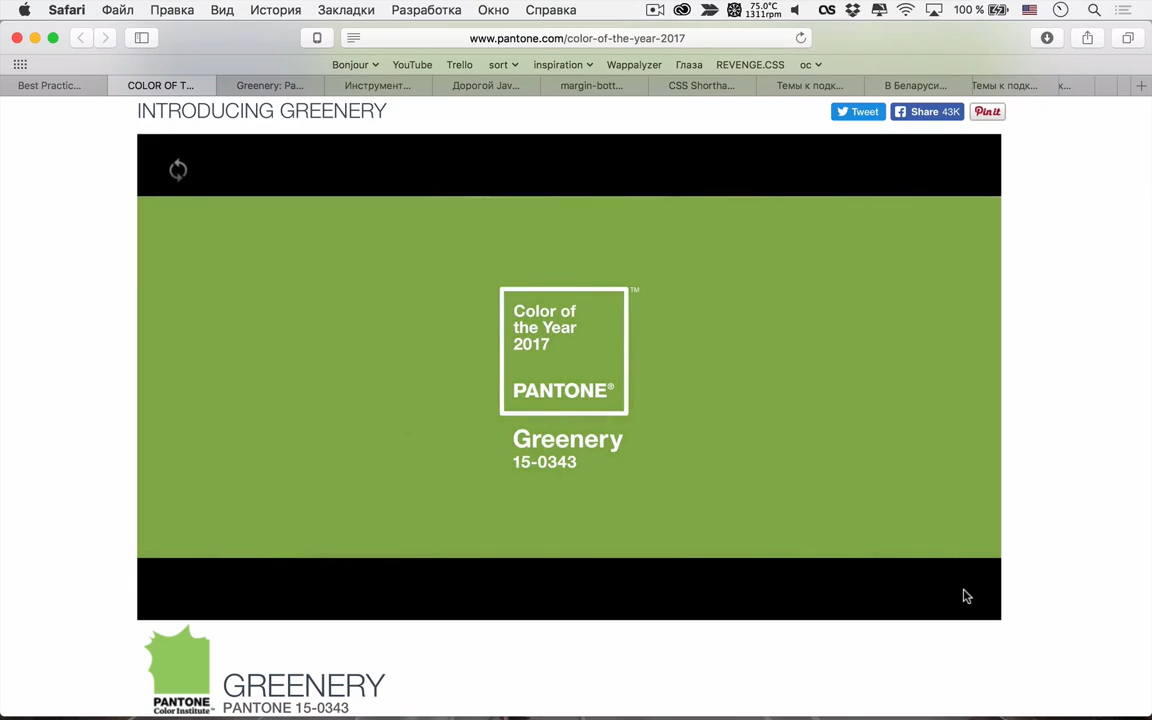 Safari Файл Правка Вид История Закладки Разработка Окно Справка 75.0°C 1311rpm 100 %
www.pantone.com/color-of-the-year-2017
Bonjour YouTube Trello sort inspiration Wappalyzer Глаза REVENGE.CSS ос
Best Practic... COLOR OF T... Greenery: Pa... Инструмент... Дорогой Jav... margin-bott... CSS Shortha... Темы к подк... В Беларуси... Темы к подк... к...
INTRODUCING GREENERY
Tweet Share 43K Pin it
TM
Color of
the Year
2017
PANTONE®
Greenery
15-0343
GREENERY
PANTONE 15-0343
PANTONE
Color Institute™